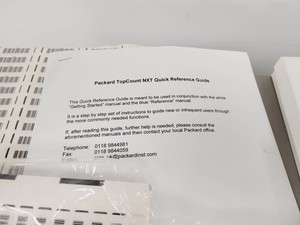 Packard TopCount NXT Quick Reference Guide
This Quick Reference Guide is meant to be used in conjunction with the white
"Getting Started" manual and the blue "Reference" manual.
It is a step by step set of instructions to guide new or infrequent users through
the more commonly needed functions.
If, after reading this guide, further help is needed, please consult the
aforementioned manuals and then contact your local Packard office.
Telephone: 0118 9844981
Fax: 0118 9844059